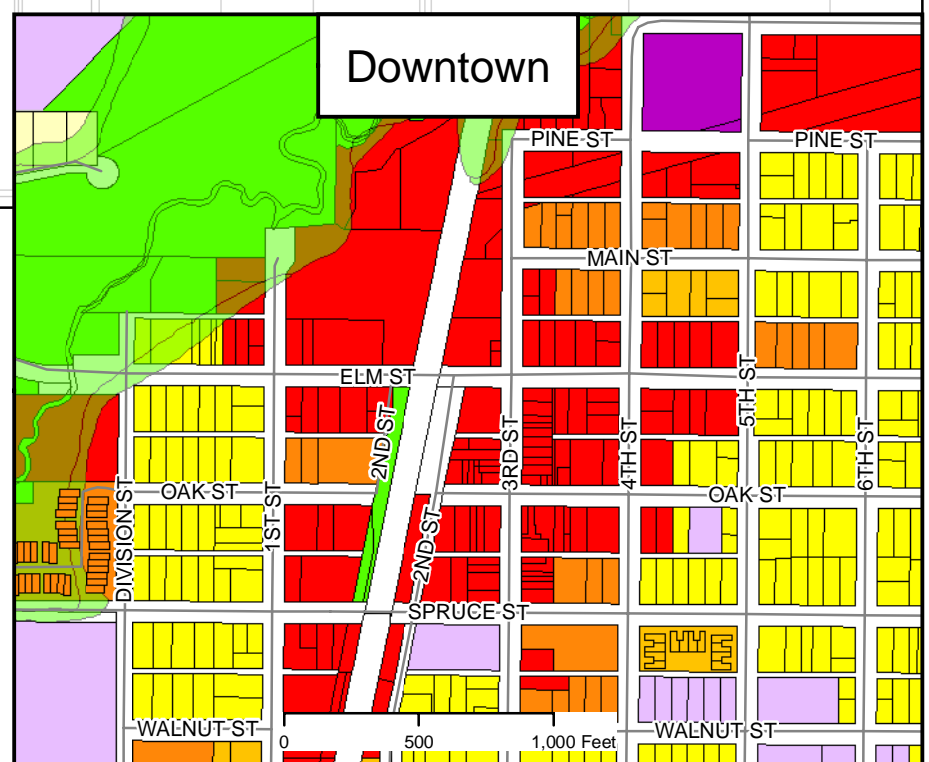 Downtown
PINE ST
PINE ST
MAIN ST
ELM ST
5TH ST
2ND ST
3RD ST
4TH ST
6TH ST
OAK ST
OAK ST
DIVISION ST
1ST ST
2ND ST
SPRUCE ST
WALNUT ST
WALNUT ST
0 500 1,000 Feet